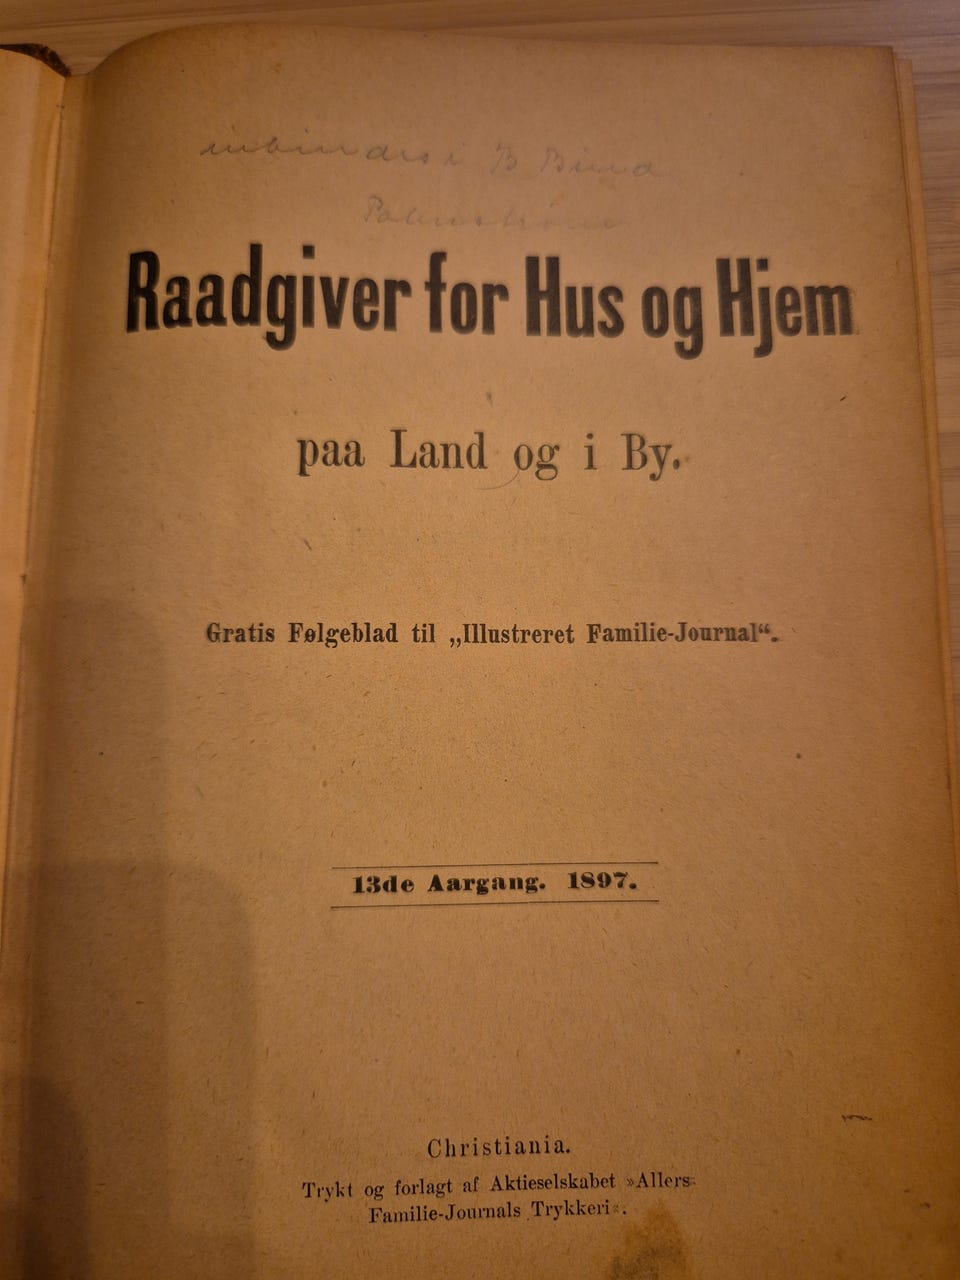 Raadgiver for Hus og Hjem
paa Land og i By.
Gratis Følgeblad til „Illustreret Familie-Journal“.
13de Aargang. 1897.
Christiania.
Trykt og forlagt af Aktieselskabet »Allers
Familie-Journals Trykkeri«.